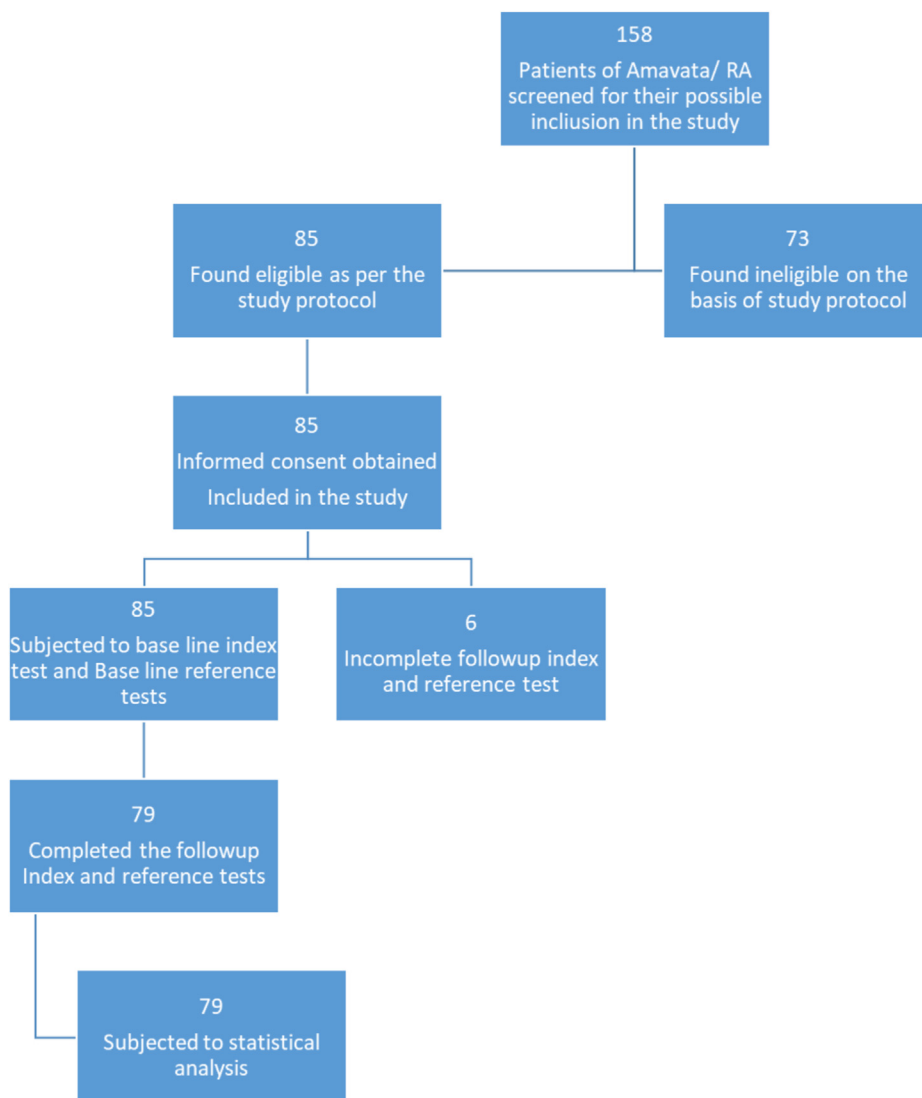 158
Patients of Amavata/ RA
screened for their possible
incliusion in the study
85
Found eligible as per the
study protocol
73
Found ineligible on the
basis of study protocol
85
Informed consent obtained
Included in the study
85
Subjected to base line index
test and Base line reference
tests
6
Incomplete followup index
and reference test
79
Completed the followup
Index and reference tests
79
Subjected to statistical
analysis